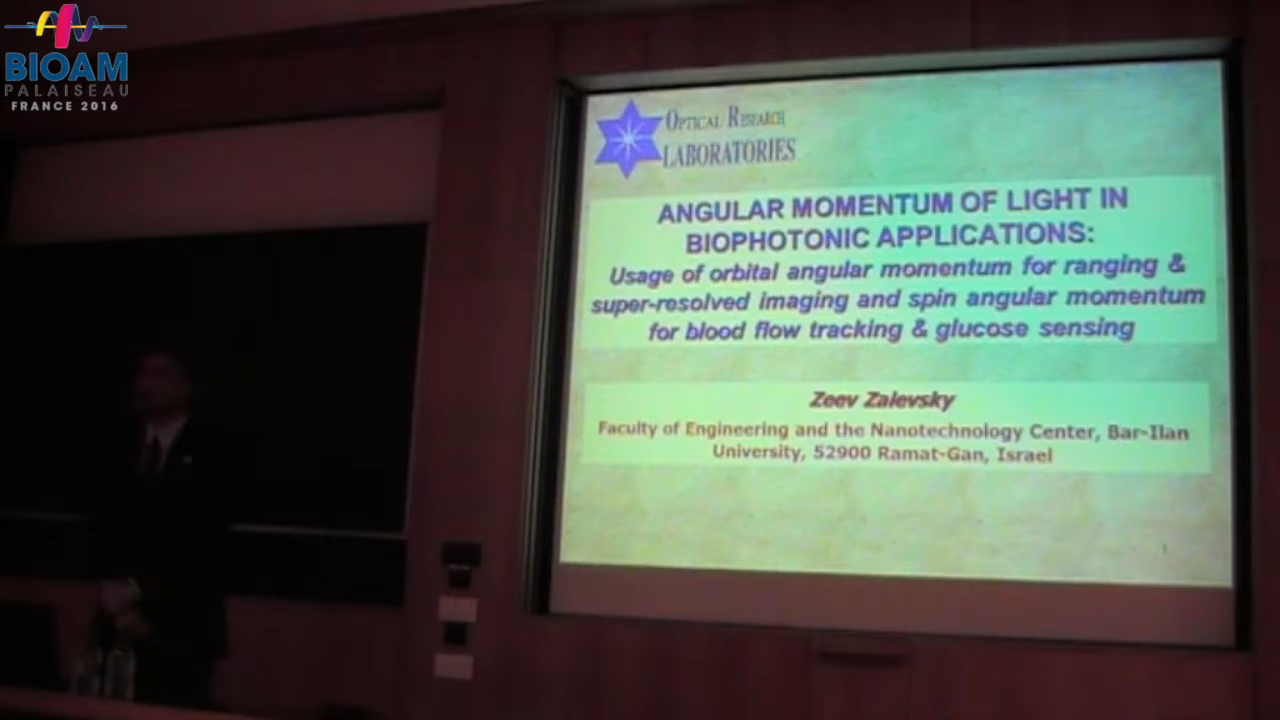 BIOAM
PALAISEAU
FRANCE 2016
OPTICAL RESEARCH
LABORATORIES
ANGULAR MOMENTUM OF LIGHT IN
BIOPHOTONIC APPLICATIONS:
Usage of orbital angular momentum for ranging &
super-resolved imaging and spin angular momentum
for blood flow tracking & glucose sensing
Zeev Zalevsky
Faculty of Engineering and the Nanotechnology Center, Bar-Ilan
University, 52900 Ramat-Gan, Israel
1